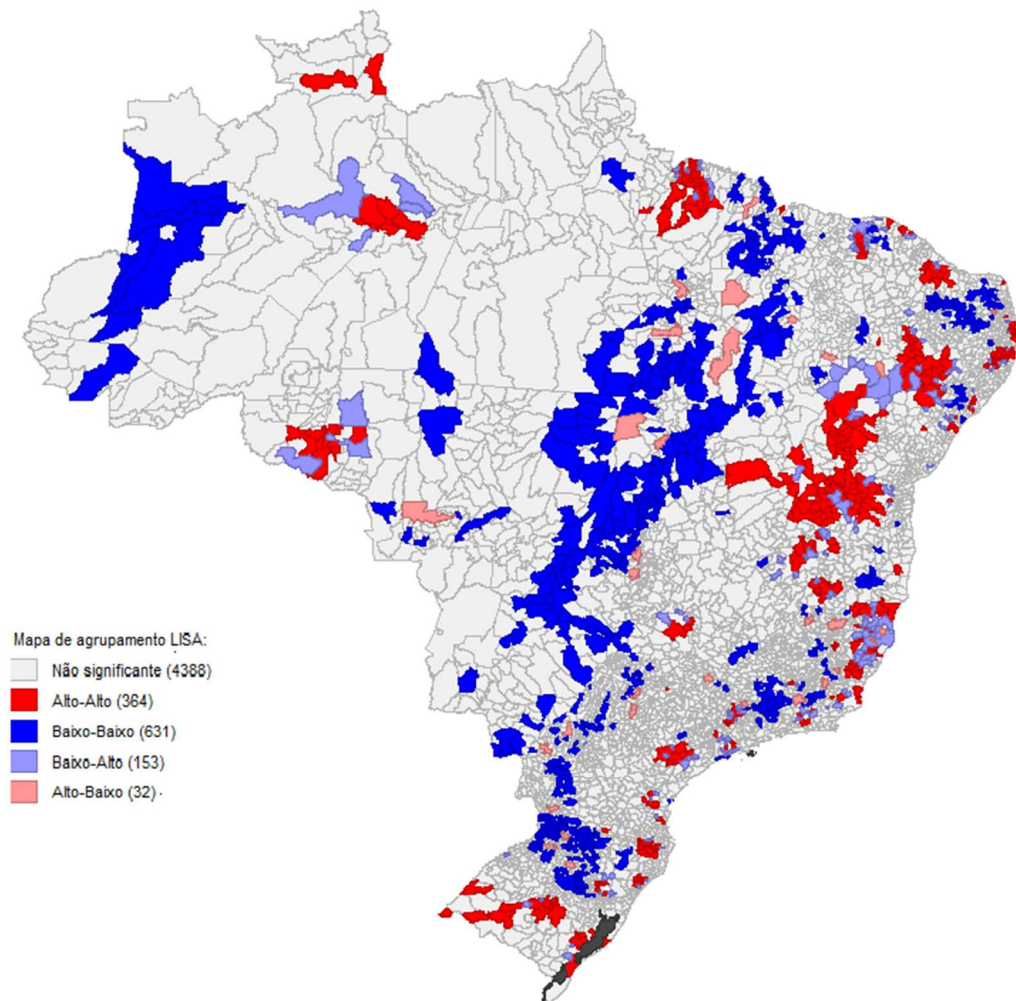 Mapa de agrupamento LISA:
Não significante (4388)
Alto-Alto (364)
Baixo-Baixo (631)
Baixo-Alto (153)
Alto-Baixo (32)